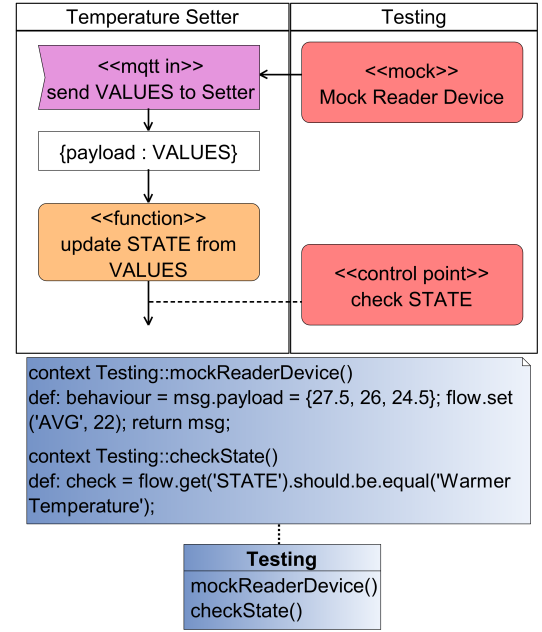 Temperature Setter
Testing
<<mqtt in>>
send VALUES to Setter
<<mock>>
Mock Reader Device
{payload : VALUES}
<<function>>
update STATE from
VALUES
<<control point>>
check STATE
context Testing::mockReaderDevice()
def: behaviour = msg.payload = {27.5, 26, 24.5}; flow.set
('AVG', 22); return msg;
context Testing::checkState()
def: check = flow.get('STATE').should.be.equal('Warmer
Temperature');
Testing
mockReaderDevice()
checkState()